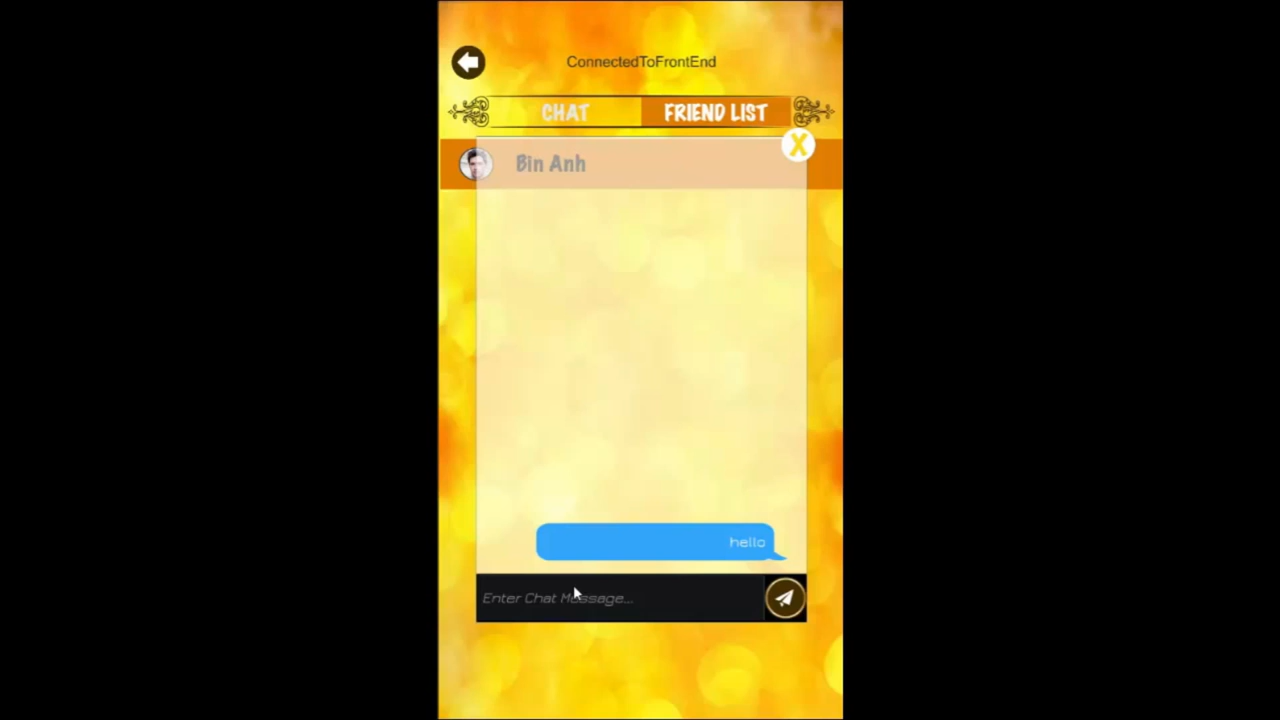 ConnectedToFrontEnd
CHAT
FRIEND LIST
X
Bin Anh
hello
Enter Chat Message...